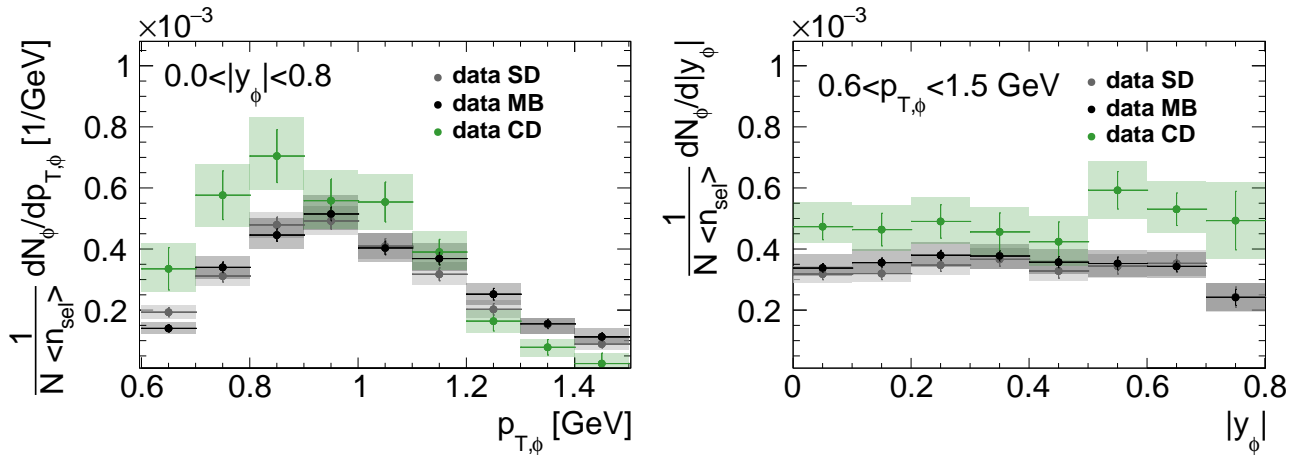 ×10⁻³
1/(N <n_sel>) dN_ϕ/dp_T,ϕ [1/GeV]
0.0<|y_ϕ|<0.8
data SD
data MB
data CD
1
0.8
0.6
0.4
0.2
0.6 0.8 1 1.2 1.4
p_T,ϕ [GeV]
×10⁻³
1/(N <n_sel>) dN_ϕ/d|y_ϕ|
0.6<p_T,ϕ<1.5 GeV
data SD
data MB
data CD
1
0.8
0.6
0.4
0.2
0 0.2 0.4 0.6 0.8
|y_ϕ|